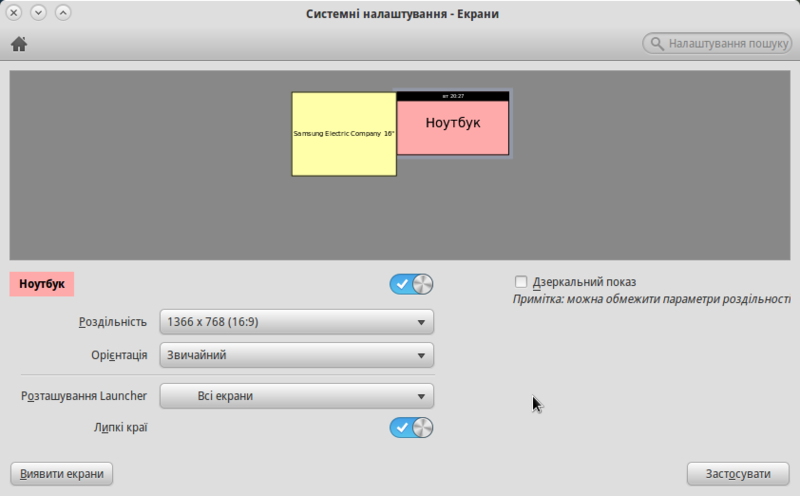 Системні налаштування - Екрани
Налаштування пошуку
Samsung Electric Company 16"
вт 20:27
Ноутбук
Ноутбук
Дзеркальний показ
Примітка: можна обмежити параметри роздільності
Роздільність
1366 x 768 (16:9)
Орієнтація
Звичайний
Розташування Launcher
Всі екрани
Липкі краї
Виявити екрани
Застосувати